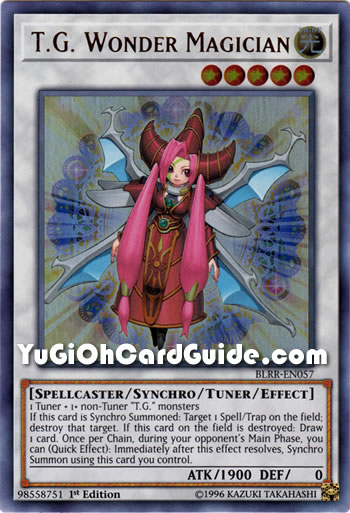 T.G. WONDER MAGICIAN
光
YuGiOhCardGuide.com
BLRR-EN057
[SPELLCASTER/SYNCHRO/TUNER/EFFECT]
1 Tuner + 1+ non-Tuner "T.G." monsters
If this card is Synchro Summoned: Target 1 Spell/Trap on the field;
destroy that target. If this card on the field is destroyed: Draw
1 card. Once per Chain, during your opponent's Main Phase, you
can (Quick Effect): Immediately after this effect resolves, Synchro
Summon using this card you control.
ATK/1900 DEF/ 0
98558751 1st Edition ©1996 KAZUKI TAKAHASHI